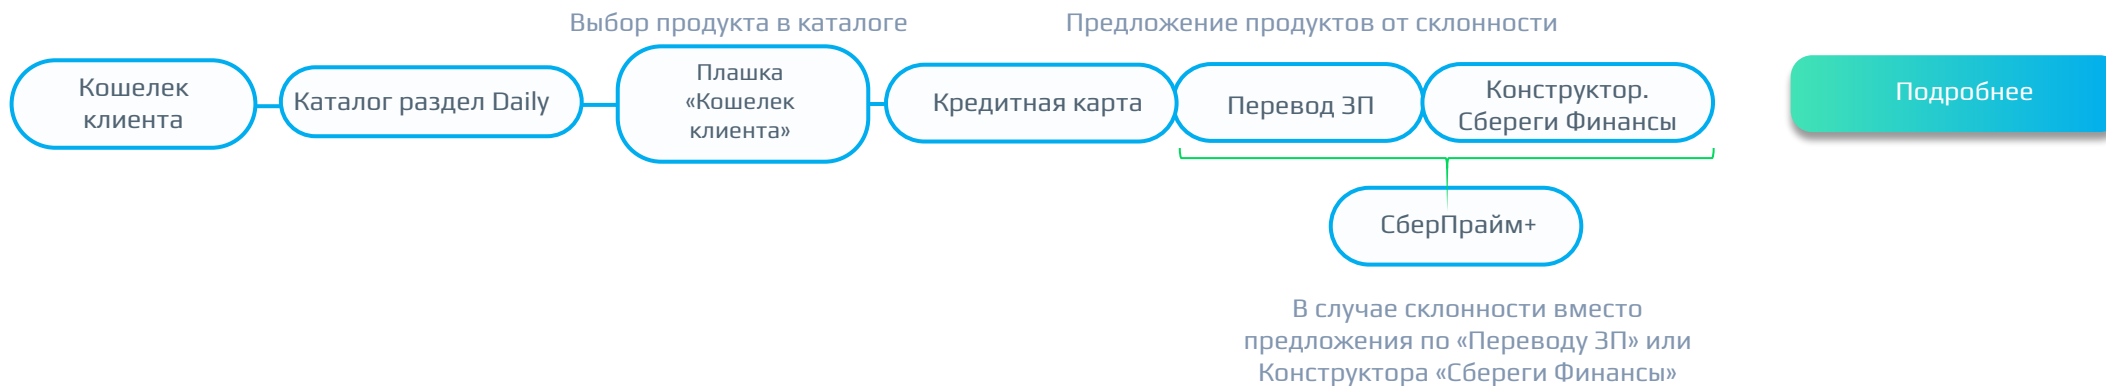 Выбор продукта в каталоге
Предложение продуктов от склонности
Кошелек
клиента
Каталог раздел Daily
Плашка
«Кошелек
клиента»
Кредитная карта
Перевод ЗП
Конструктор.
Сбереги Финансы
Подробнее
СберПрайм+
В случае склонности вместо
предложения по «Переводу ЗП» или
Конструктора «Сбереги Финансы»